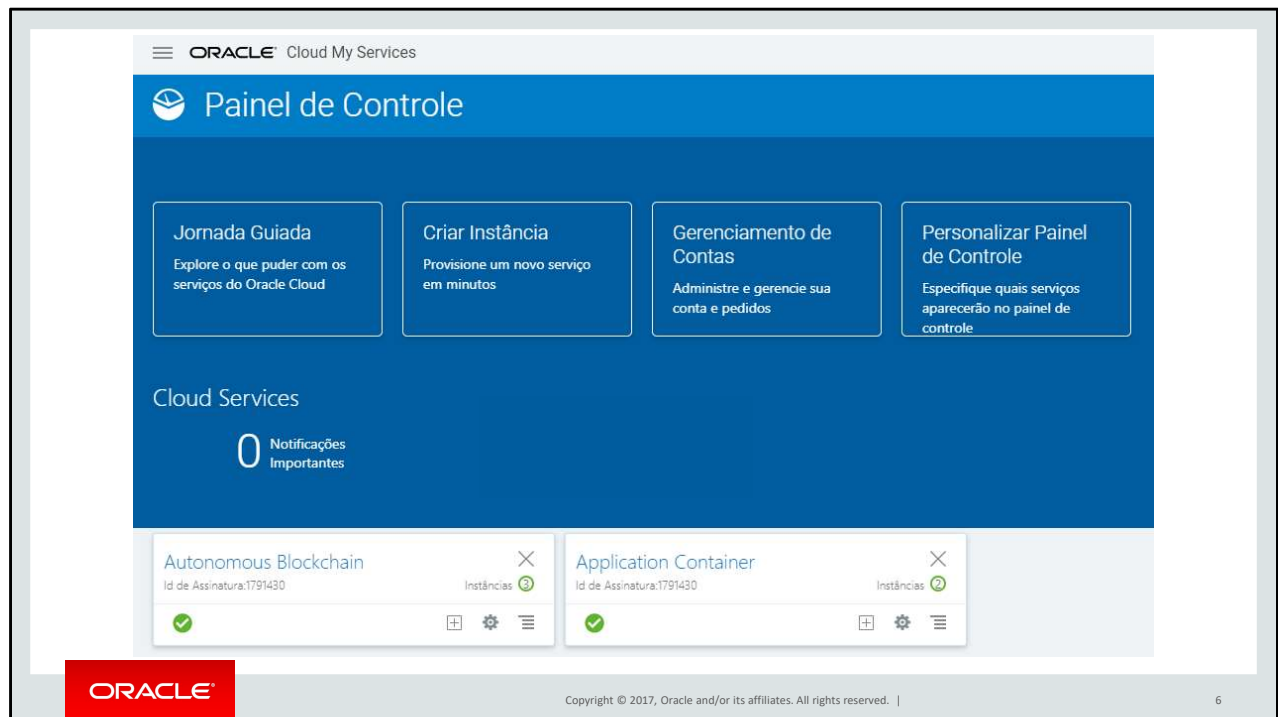 ORACLE® Cloud My Services
Painel de Controle
Jornada Guiada
Explore o que puder com os
serviços do Oracle Cloud
Criar Instância
Provisione um novo serviço
em minutos
Gerenciamento de
Contas
Administre e gerencie sua
conta e pedidos
Personalizar Painel
de Controle
Especifique quais serviços
aparecerão no painel de
controle
Cloud Services
0 Notificações
Importantes
Autonomous Blockchain
Id de Assinatura:1791430
Instâncias 3
Application Container
Id de Assinatura:1791430
Instâncias 2
ORACLE®
Copyright © 2017, Oracle and/or its affiliates. All rights reserved. |
6